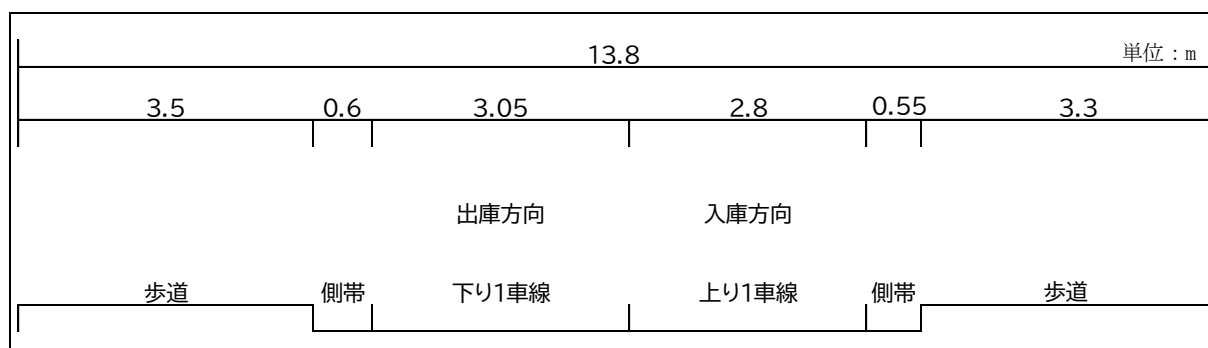 13.8 単位：m
3.5 0.6 3.05 2.8 0.55 3.3
出庫方向 入庫方向
歩道 側帯 下り1車線 上り1車線 側帯 歩道